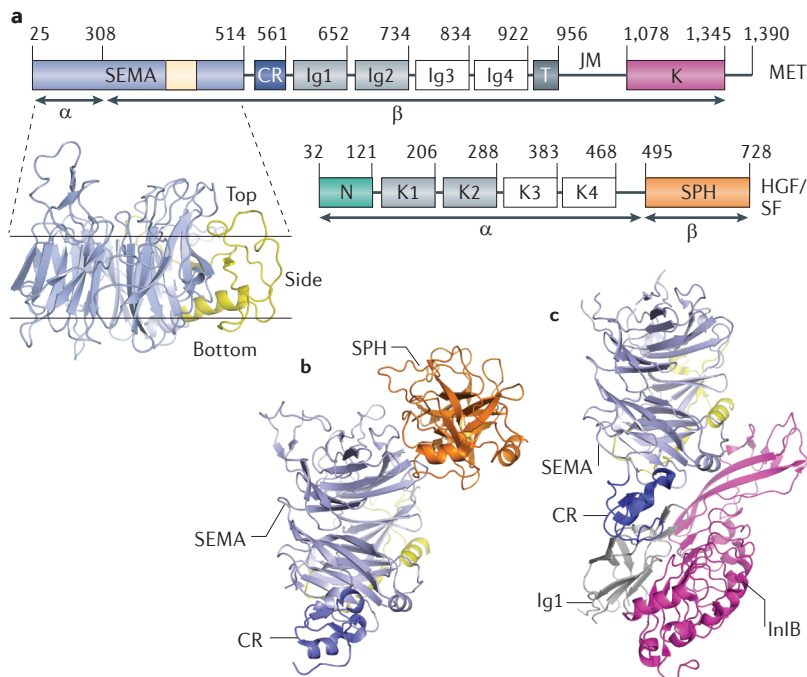 a
25 308 514 561 652 734 834 922 956 1,078 1,345 1,390
JM
SEMA CR Ig1 Ig2 Ig3 Ig4 T K MET
α β
32 121 206 288 383 468 495 728
N K1 K2 K3 K4 SPH HGF/
SF
α β
Top
Side
Bottom
b
SPH
SEMA
CR
c
SEMA
CR
Ig1
InlB